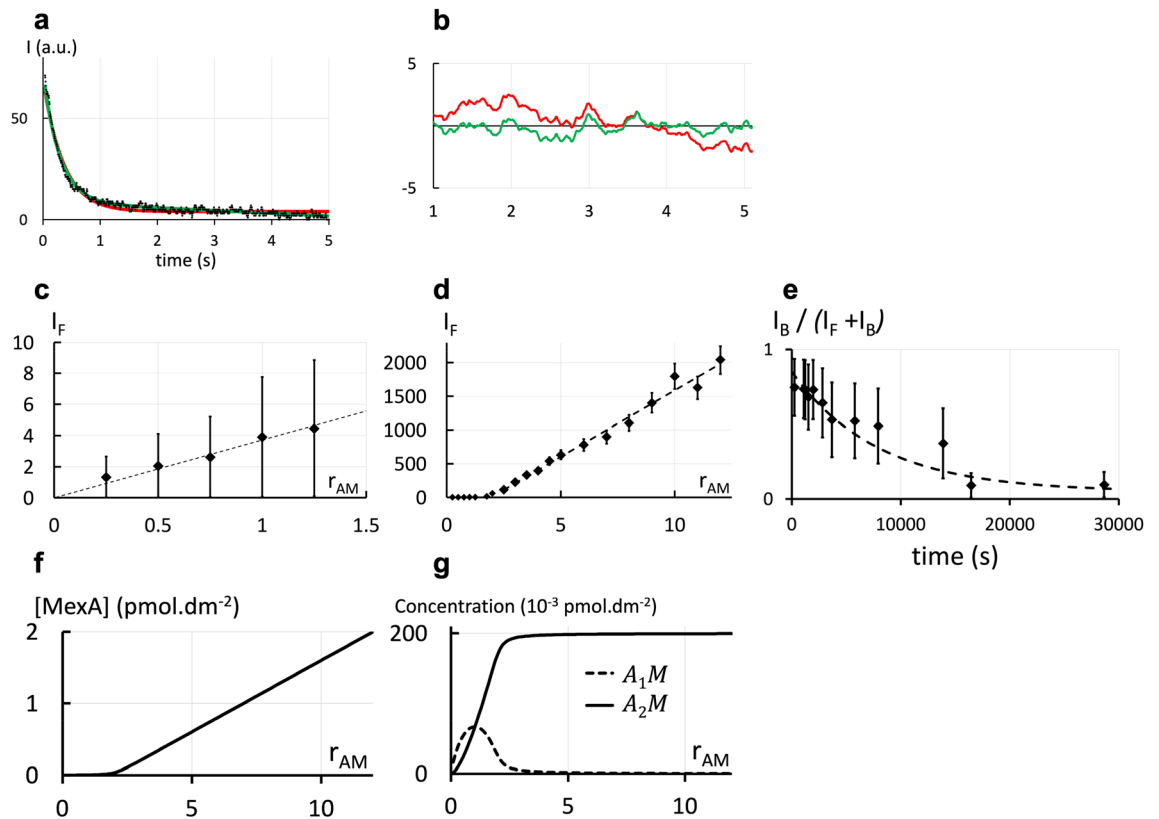 a
I (a.u.)
50
0
0 1 2 3 4 5
time (s)
b
5
-5
1 2 3 4 5
c
I_F
10
8
6
4
2
0
r_AM
0 0.5 1 1.5
d
I_F
2000
1500
1000
500
0
r_AM
0 5 10
e
I_B / (I_F +I_B)
1
0
0 10000 20000 30000
time (s)
f
[MexA] (pmol.dm⁻²)
2
1
0
r_AM
0 5 10
g
Concentration (10⁻³ pmol.dm⁻²)
200
A₁M
A₂M
r_AM
0
0 5 10